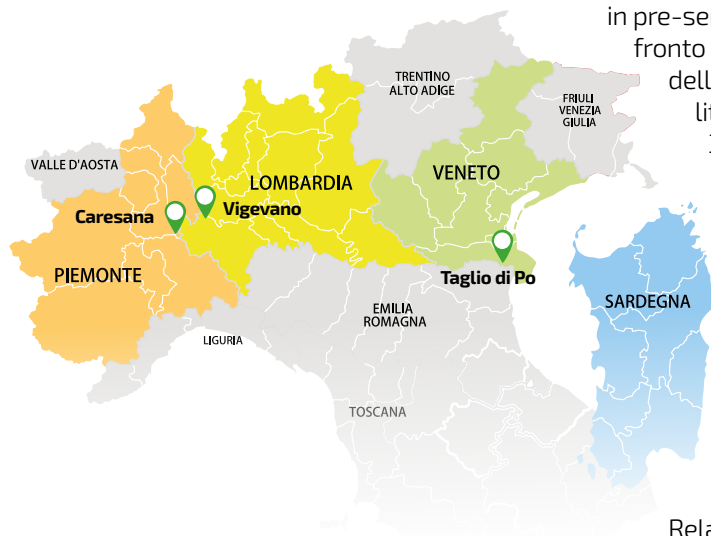 in pre-se
fronto
dell
lit
TRENTINO
ALTO ADIGE
FRIULI
VENEZIA
GIULIA
VALLE D'AOSTA
LOMBARDIA
VENETO
Caresana
Vigevano
PIEMONTE
Taglio di Po
SARDEGNA
EMILIA
ROMAGNA
LIGURIA
TOSCANA
Rela